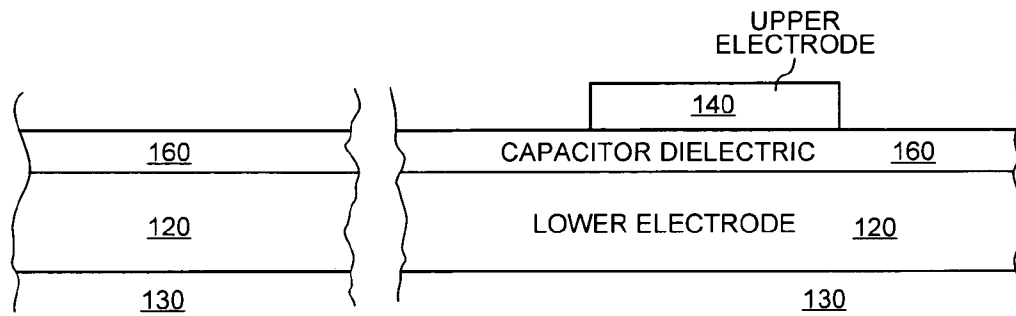 UPPER
ELECTRODE
140
160
CAPACITOR DIELECTRIC 160
120
LOWER ELECTRODE 120
130
130